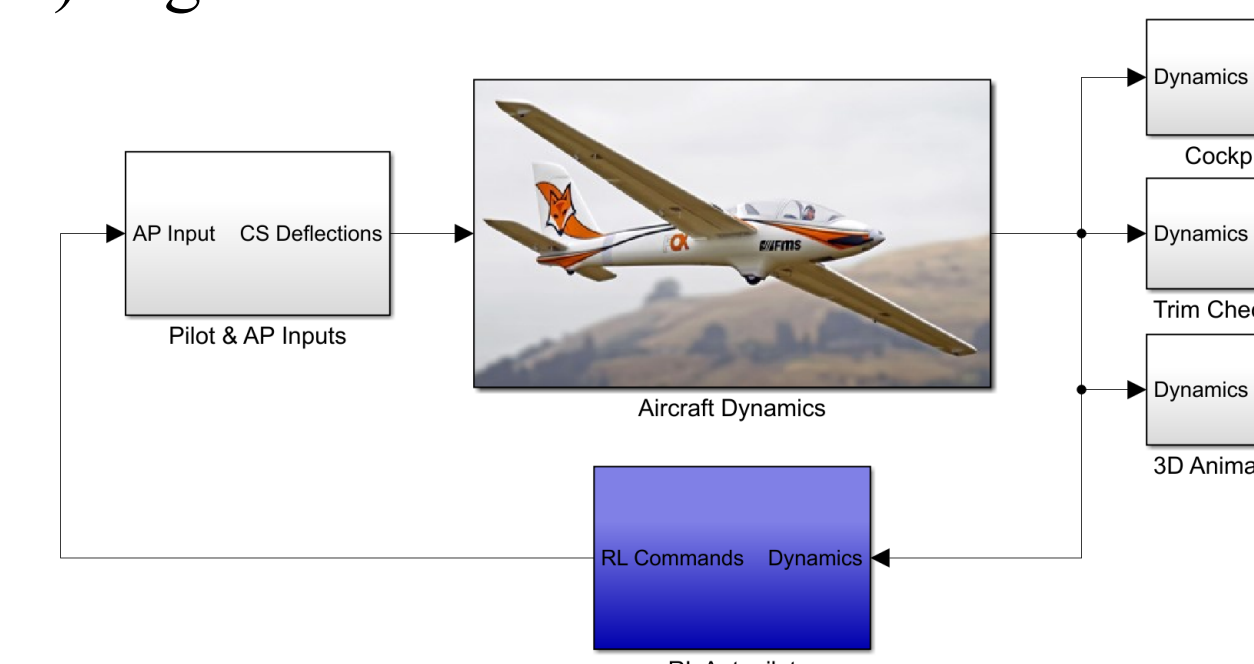 Dynamics
Cockp
AP Input CS Deflections
Pilot & AP Inputs
FMS
Aircraft Dynamics
Dynamics
Trim Chec
Dynamics
3D Anima
RL Commands Dynamics